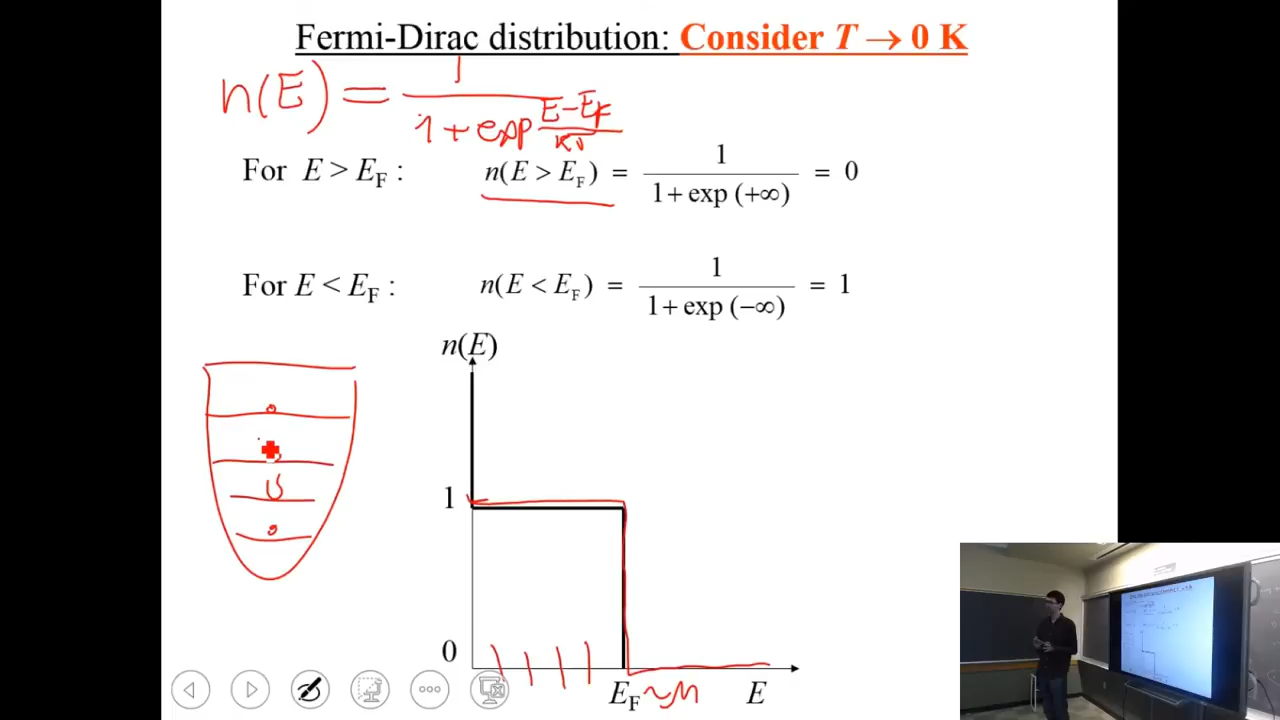 Fermi-Dirac distribution: Consider T → 0 K
n(E) = 1 / (1 + exp (E − EF) / (KT))
For E > EF : n(E > EF) = 1 / (1 + exp (+∞)) = 0
For E < EF : n(E < EF) = 1 / (1 + exp (−∞)) = 1
n(E)
1
0
EF ~ M E